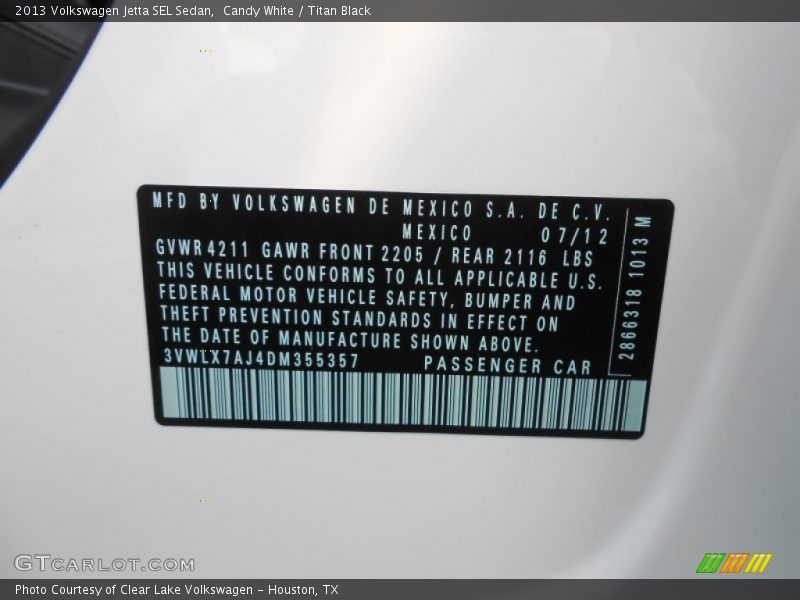 2013 Volkswagen Jetta SEL Sedan,  Candy White / Titan Black
MFD BY VOLKSWAGEN DE MEXICO S.A. DE C.V.
MEXICO 07/12
GVWR 4211 GAWR FRONT 2205 / REAR 2116 LBS
THIS VEHICLE CONFORMS TO ALL APPLICABLE U.S.
FEDERAL MOTOR VEHICLE SAFETY, BUMPER AND
THEFT PREVENTION STANDARDS IN EFFECT ON
THE DATE OF MANUFACTURE SHOWN ABOVE.
3VWLX7AJ4DM355357 PASSENGER CAR
2866318 1013 M
GTCARLOT.COM
Photo Courtesy of Clear Lake Volkswagen – Houston, TX